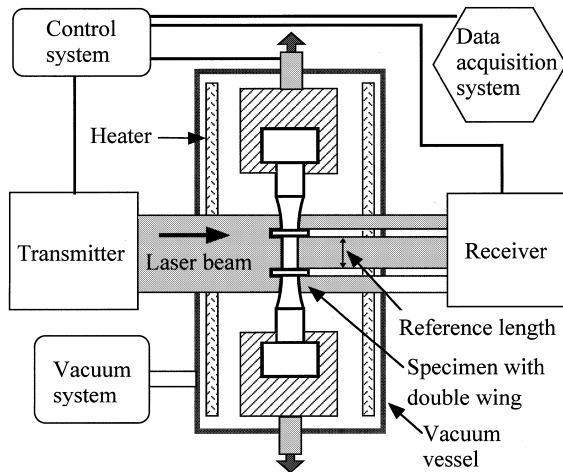 Control
system
Data
acquisition
system
Heater
Transmitter
Laser beam
Receiver
Reference length
Vacuum
system
Specimen with
double wing
Vacuum
vessel